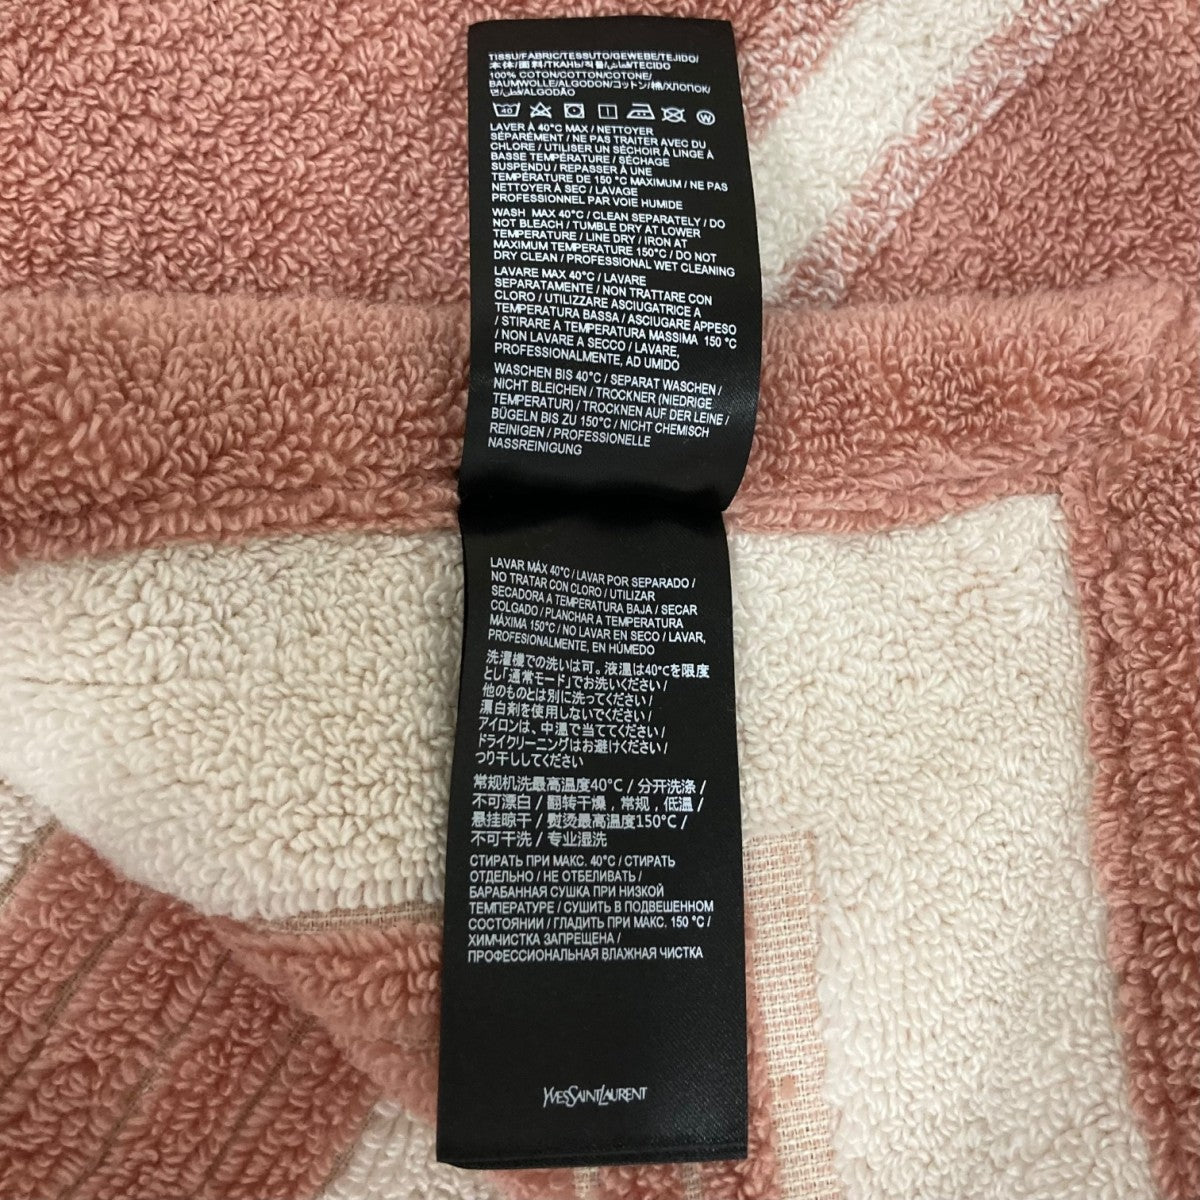 TISSU/FABRIC/TESSUTO/GEWEBE/TEJIDO/
本体/面料/ТКАНЬ/직물/قماش/TECIDO
100% COTON/COTTON/COTONE/
BAUMWOLLE/ALGODON/コットン/棉/ХЛОПОК/
면/قطن/ALGODÃO
40 W
LAVER À 40°C MAX / NETTOYER
SÉPARÉMENT / NE PAS TRAITER AVEC DU
CHLORE / UTILISER UN SÉCHOIR À LINGE À
BASSE TEMPÉRATURE / SÉCHAGE
SUSPENDU / REPASSER À UNE
TEMPÉRATURE DE 150 °C MAXIMUM / NE PAS
NETTOYER À SEC / LAVAGE
PROFESSIONNEL PAR VOIE HUMIDE
WASH MAX 40°C / CLEAN SEPARATELY / DO
NOT BLEACH / TUMBLE DRY AT LOWER
TEMPERATURE / LINE DRY / IRON AT
MAXIMUM TEMPERATURE 150°C / DO NOT
DRY CLEAN / PROFESSIONAL WET CLEANING
LAVARE MAX 40°C / LAVARE
SEPARATAMENTE / NON TRATTARE CON
CLORO / UTILIZZARE ASCIUGATRICE A
TEMPERATURA BASSA / ASCIUGARE APPESO
/ STIRARE A TEMPERATURA MASSIMA 150 °C
/ NON LAVARE A SECCO / LAVARE,
PROFESSIONALMENTE, AD UMIDO
WASCHEN BIS 40°C / SEPARAT WASCHEN /
NICHT BLEICHEN / TROCKNER (NIEDRIGE
TEMPERATUR) / TROCKNEN AUF DER LEINE /
BÜGELN BIS ZU 150°C / NICHT CHEMISCH
REINIGEN / PROFESSIONELLE
NASSREINIGUNG
LAVAR MÁX 40°C / LAVAR POR SEPARADO /
NO TRATAR CON CLORO / UTILIZAR
SECADORA A TEMPERATURA BAJA / SECAR
COLGADO / PLANCHAR A TEMPERATURA
MÁXIMA 150°C / NO LAVAR EN SECO / LAVAR,
PROFESIONALMENTE, EN HÚMEDO
洗濯機での洗いは可。液温は40℃を限度
とし「通常モード」でお洗いください /
他のものとは別に洗ってください /
漂白剤を使用しないでください /
アイロンは、中温で当ててください /
ドライクリーニングはお避けください /
つり干ししてください
常规机洗最高温度40°C / 分开洗涤 /
不可漂白 / 翻转干燥，常规，低温 /
悬挂晾干 / 熨烫最高温度150°C /
不可干洗 / 专业湿洗
СТИРАТЬ ПРИ МАКС. 40°C / СТИРАТЬ
ОТДЕЛЬНО / НЕ ОТБЕЛИВАТЬ /
БАРАБАННАЯ СУШКА ПРИ НИЗКОЙ
ТЕМПЕРАТУРЕ / СУШИТЬ В ПОДВЕШЕННОМ
СОСТОЯНИИ / ГЛАДИТЬ ПРИ МАКС. 150 °C /
ХИМЧИСТКА ЗАПРЕЩЕНА /
ПРОФЕССИОНАЛЬНАЯ ВЛАЖНАЯ ЧИСТКА
YVESSAINTLAURENT